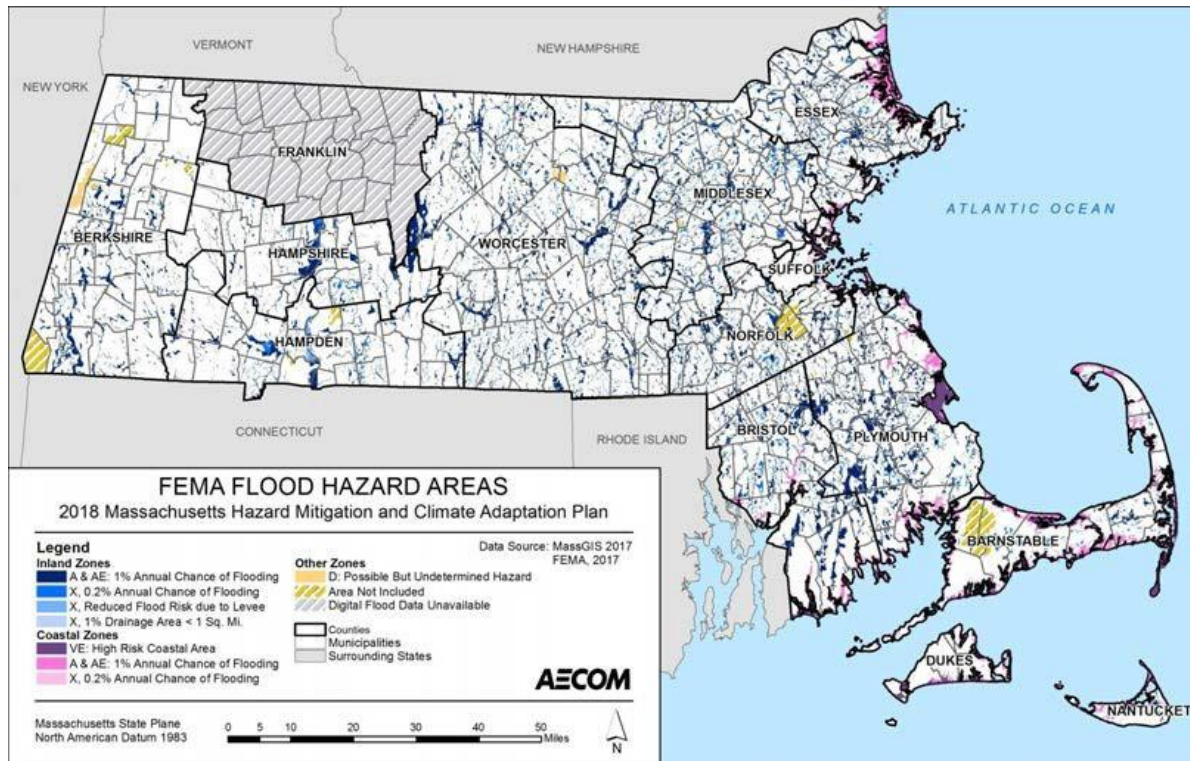 VERMONT
NEW HAMPSHIRE
NEW YORK
ESSEX
FRANKLIN
MIDDLESEX
ATLANTIC OCEAN
BERKSHIRE
HAMPSHIRE
WORCESTER
SUFFOLK
NORFOLK
HAMPDEN
CONNECTICUT
RHODE ISLAND
BRISTOL
PLYMOUTH
BARNSTABLE
DUKES
NANTUCKET
FEMA FLOOD HAZARD AREAS
2018 Massachusetts Hazard Mitigation and Climate Adaptation Plan
Legend
Data Source: MassGIS 2017
FEMA, 2017
Inland Zones
A & AE: 1% Annual Chance of Flooding
X, 0.2% Annual Chance of Flooding
X, Reduced Flood Risk due to Levee
X, 1% Drainage Area < 1 Sq. Mi.
Coastal Zones
VE: High Risk Coastal Area
A & AE: 1% Annual Chance of Flooding
X, 0.2% Annual Chance of Flooding
Other Zones
D: Possible But Undetermined Hazard
Area Not Included
Digital Flood Data Unavailable
Counties
Municipalities
Surrounding States
AECOM
Massachusetts State Plane
North American Datum 1983
0 5 10 20 30 40 50
Miles
N